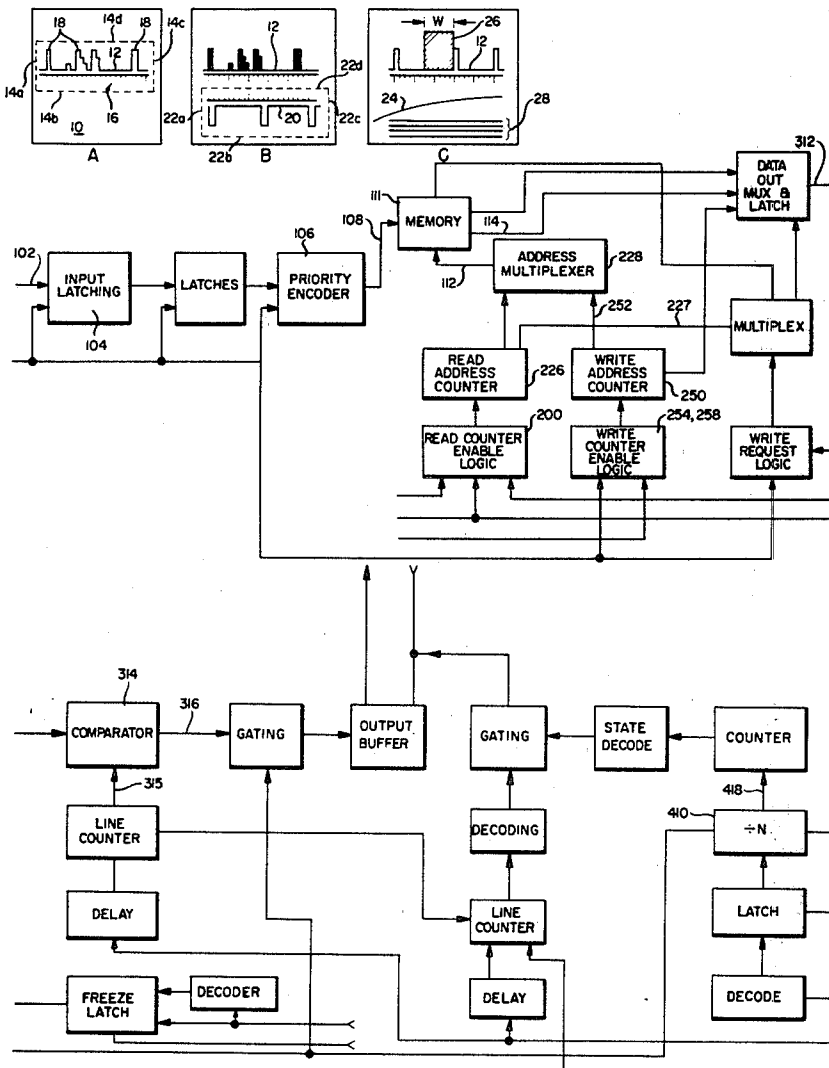 14a
18
14d
12
18
14c
14b
16
10
A
12
22d
22a
20
22c
22b
B
W
26
12
24
28
C
102
INPUT
LATCHING
104
LATCHES
106
PRIORITY
ENCODER
108
111
MEMORY
114
112
ADDRESS
MULTIPLEXER
228
252
227
DATA
OUT
MUX &
LATCH
312
MULTIPLEX
READ
ADDRESS
COUNTER
226
WRITE
ADDRESS
COUNTER
250
200
READ COUNTER
ENABLE
LOGIC
254, 258
WRITE
COUNTER
ENABLE
LOGIC
WRITE
REQUEST
LOGIC
314
COMPARATOR
316
GATING
OUTPUT
BUFFER
GATING
STATE
DECODE
COUNTER
315
LINE
COUNTER
DECODING
418
410
÷N
DELAY
LINE
COUNTER
LATCH
FREEZE
LATCH
DECODER
DELAY
DECODE